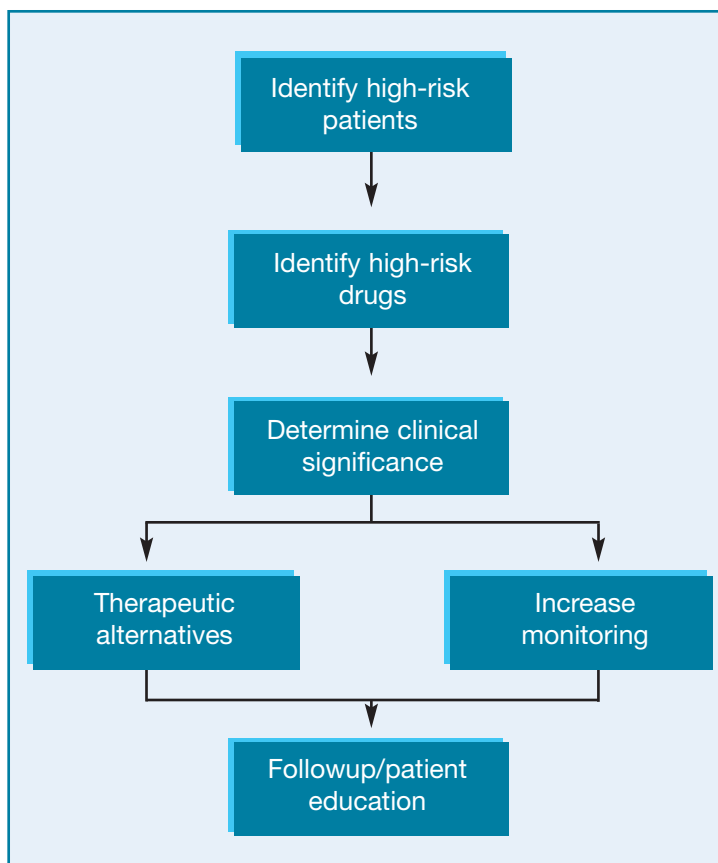 Identify high-risk
patients
Identify high-risk
drugs
Determine clinical
significance
Therapeutic
alternatives
Increase
monitoring
Followup/patient
education